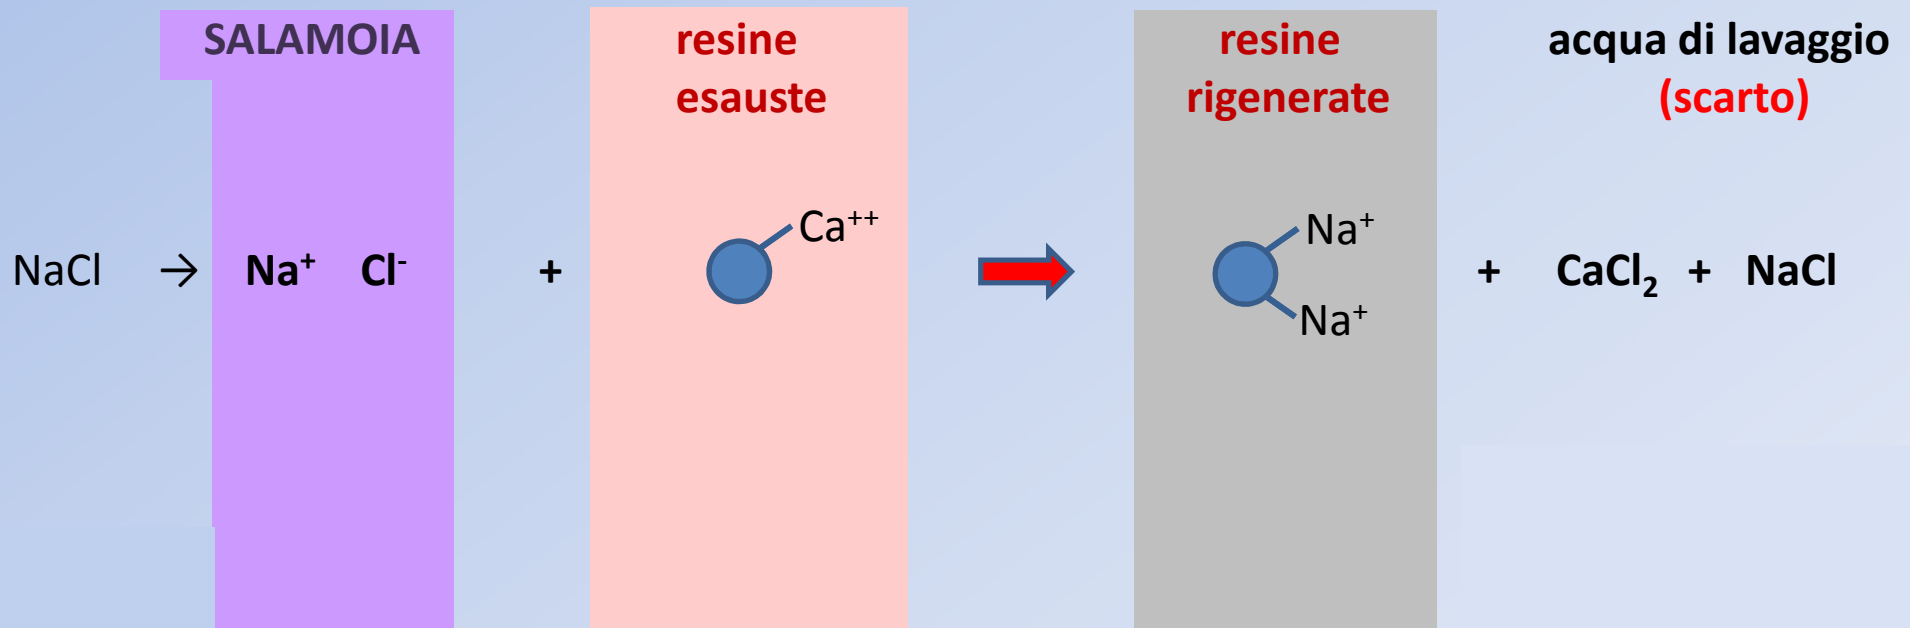 SALAMOIA
resine
esauste
resine
rigenerate
acqua di lavaggio
(scarto)
NaCl → Na⁺ Cl⁻ + Ca⁺⁺ Na⁺ Na⁺ + CaCl₂ + NaCl